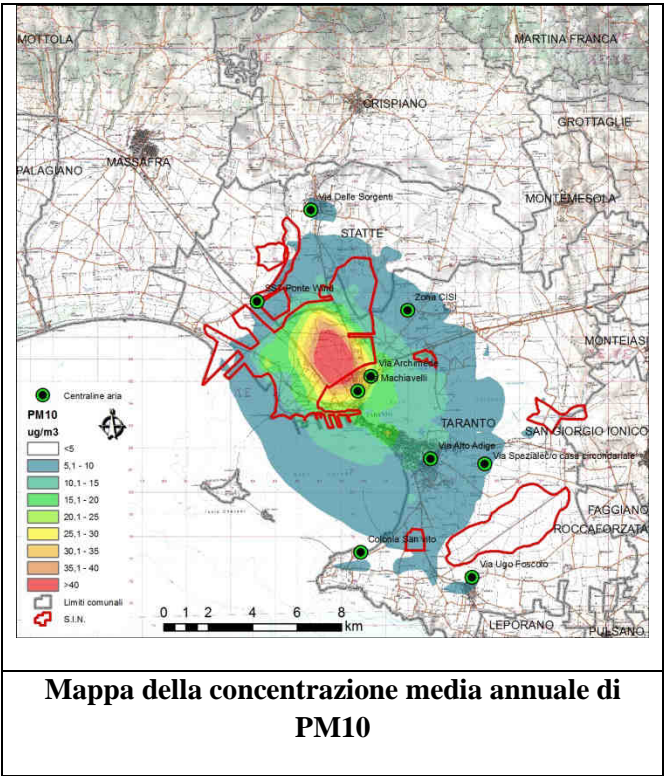 MOTTOLA
MARTINA FRANCA
CRISPIANO
GROTTAGLIE
MASSAFRA
PALAGIANO
MONTEMESOLA
Via Delle Sorgenti
STATTE
SST-Ponte Wind
Zona CISI
MONTEIASI
Via Archimede
Machiavelli
Centraline aria
PM10
ug/m3
<5
5,1 - 10
10,1 - 15
15,1 - 20
20,1 - 25
25,1 - 30
30,1 - 35
35,1 - 40
>40
Limiti comunali
S.I.N.
TARANTO
SAN GIORGIO IONICO
Via Alto Adige
Via Speziale c/o casa circondariale
FAGGIANO
ROCCAFORZATA
Colonia San Vito
Via Ugo Foscolo
LEPORANO
PULSANO
0 1 2 4 6 8
km
Mappa della concentrazione media annuale di
PM10